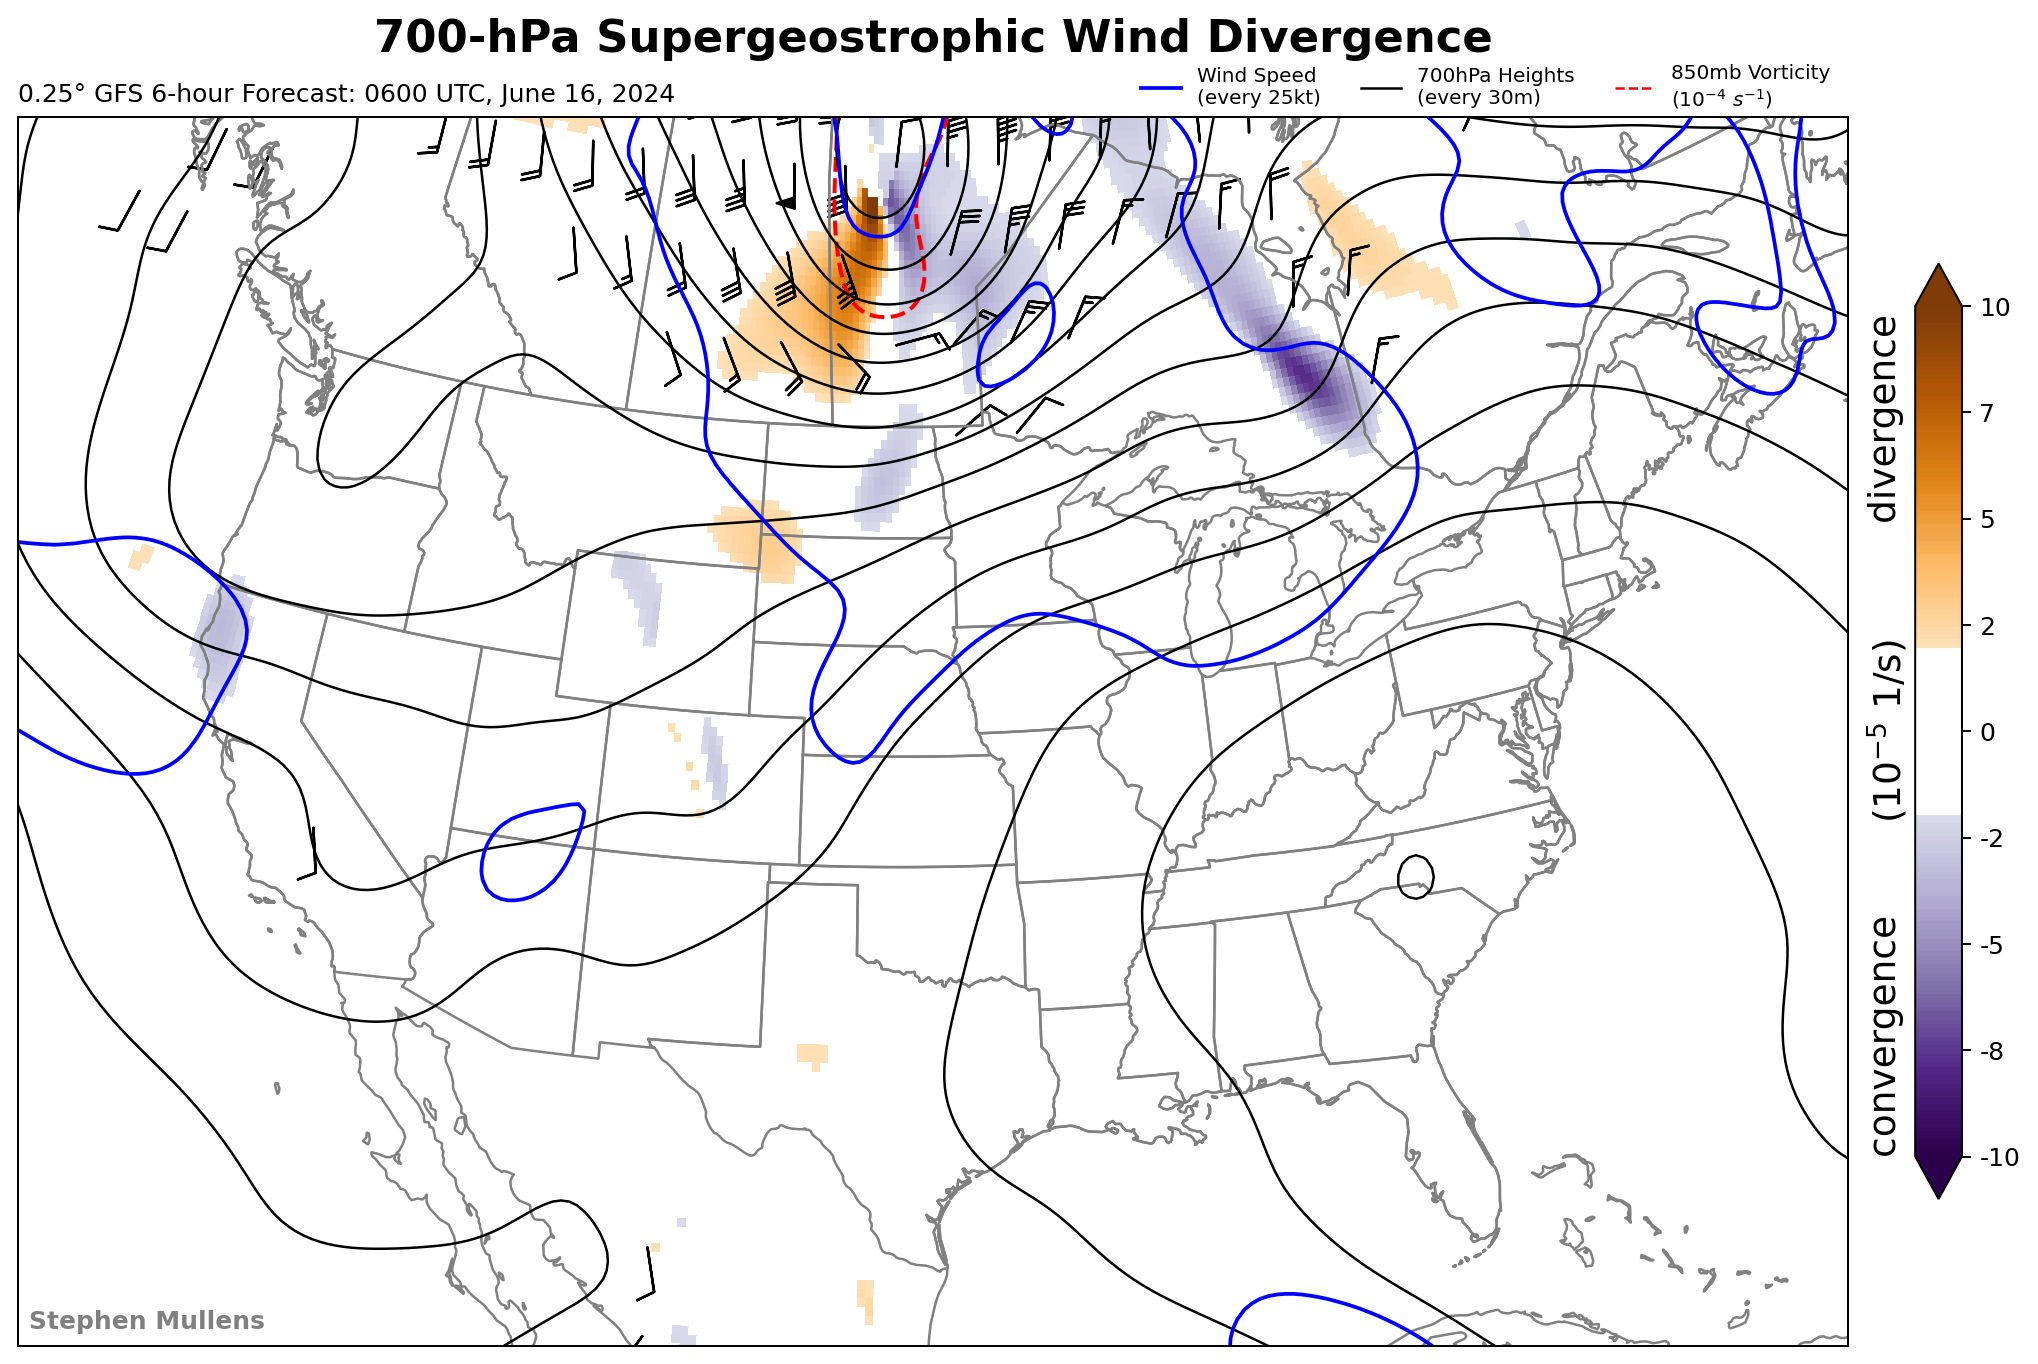 700-hPa Supergeostrophic Wind Divergence
0.25° GFS 6-hour Forecast: 0600 UTC, June 16, 2024
Wind Speed
(every 25kt)
700hPa Heights
(every 30m)
850mb Vorticity
(10⁻⁴ s⁻¹)
10
7
5
2
0
-2
-5
-8
-10
convergence (10⁻⁵ 1/s) divergence
Stephen Mullens